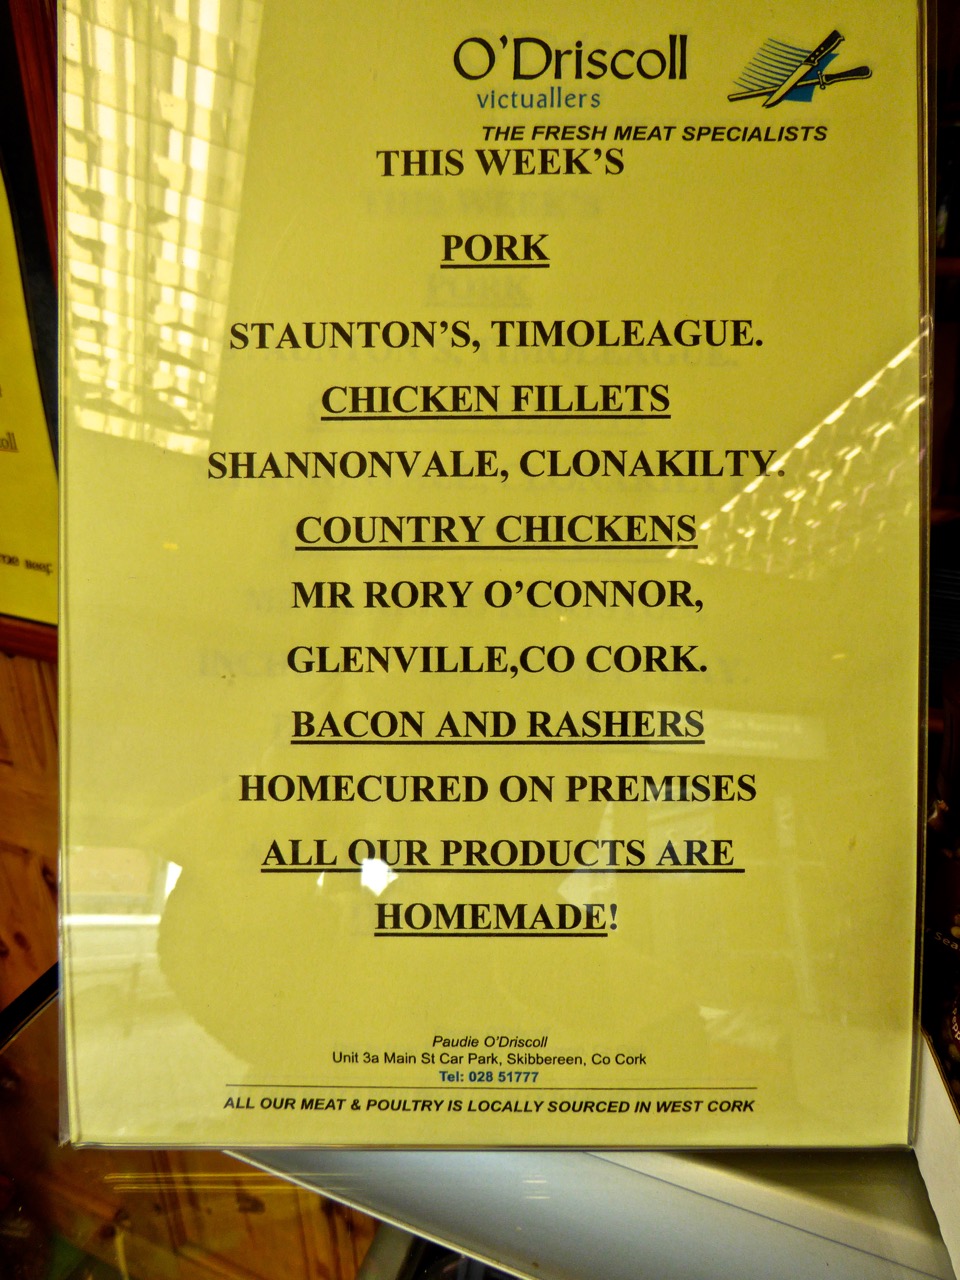 O'Driscoll
victuallers
THE FRESH MEAT SPECIALISTS
THIS WEEK'S
PORK
STAUNTON'S, TIMOLEAGUE.
CHICKEN FILLETS
SHANNONVALE, CLONAKILTY.
COUNTRY CHICKENS
MR RORY O'CONNOR,
GLENVILLE,CO CORK.
BACON AND RASHERS
HOMECURED ON PREMISES
ALL OUR PRODUCTS ARE
HOMEMADE!
Paudie O'Driscoll
Unit 3a Main St Car Park, Skibbereen, Co Cork
Tel: 028 51777
ALL OUR MEAT & POULTRY IS LOCALLY SOURCED IN WEST CORK